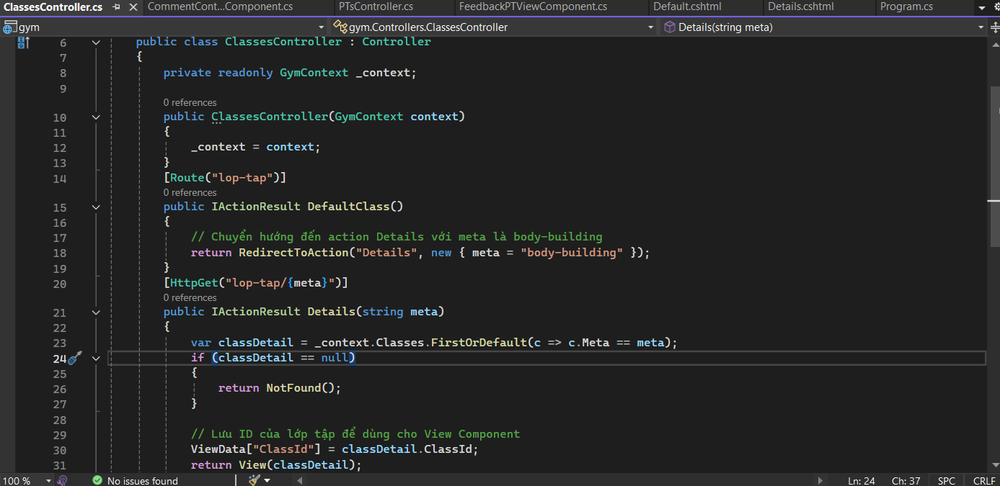 ClassesController.cs CommentCont...Component.cs PTsController.cs FeedbackPTViewComponent.cs Default.cshtml Details.cshtml Program.cs
gym gym.Controllers.ClassesController Details(string meta)
6 public class ClassesController : Controller
7 {
8 private readonly GymContext _context;
9
0 references
10 public ClassesController(GymContext context)
11 {
12 _context = context;
13 }
14 [Route("lop-tap")]
0 references
15 public IActionResult DefaultClass()
16 {
17 // Chuyển hướng đến action Details với meta là body-building
18 return RedirectToAction("Details", new { meta = "body-building" });
19 }
20 [HttpGet("lop-tap/{meta}")]
0 references
21 public IActionResult Details(string meta)
22 {
23 var classDetail = _context.Classes.FirstOrDefault(c => c.Meta == meta);
24 if (classDetail == null)
25 {
26 return NotFound();
27 }
28
29 // Lưu ID của lớp tập để dùng cho View Component
30 ViewData["ClassId"] = classDetail.ClassId;
31 return View(classDetail);
100 % No issues found Ln: 24 Ch: 37 SPC CRLF